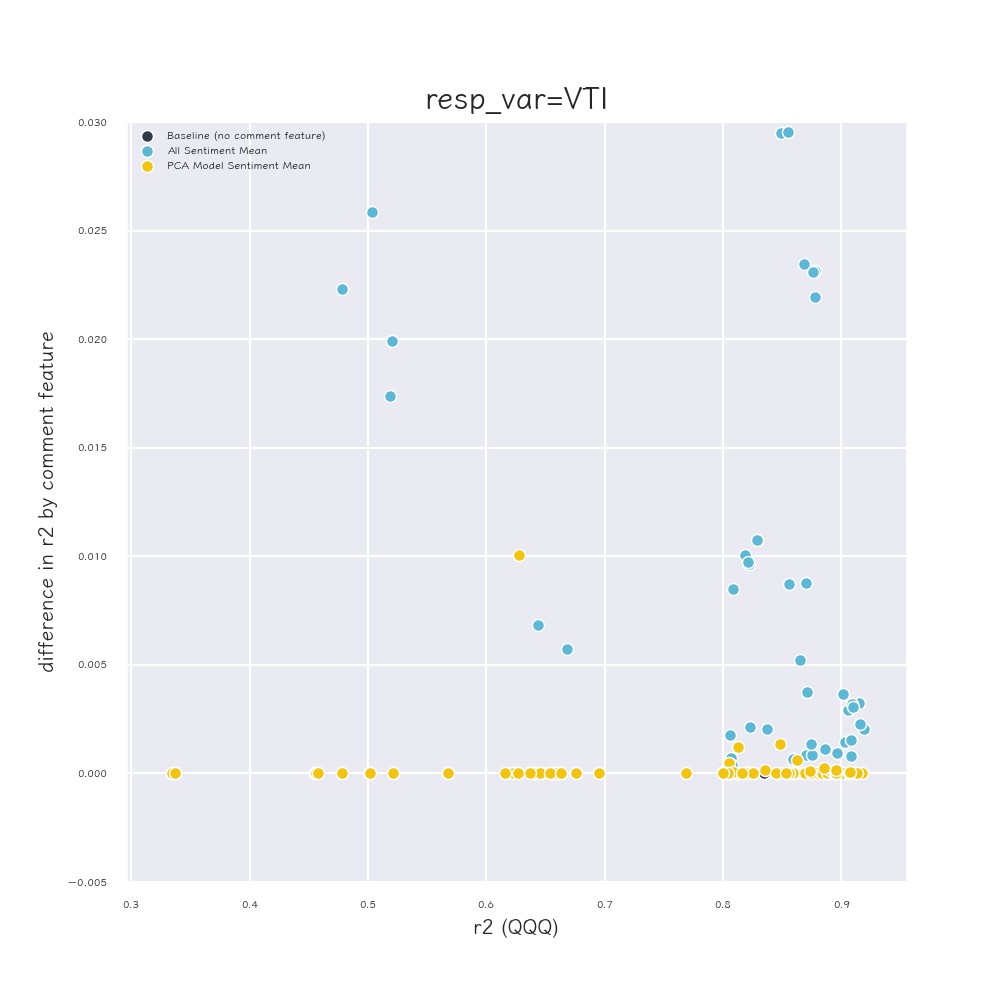 resp_var=VTI
0.030
0.025
0.020
0.015
0.010
0.005
0.000
−0.005
difference in r2 by comment feature
Baseline (no comment feature)
All Sentiment Mean
PCA Model Sentiment Mean
0.3 0.4 0.5 0.6 0.7 0.8 0.9
r2 (QQQ)